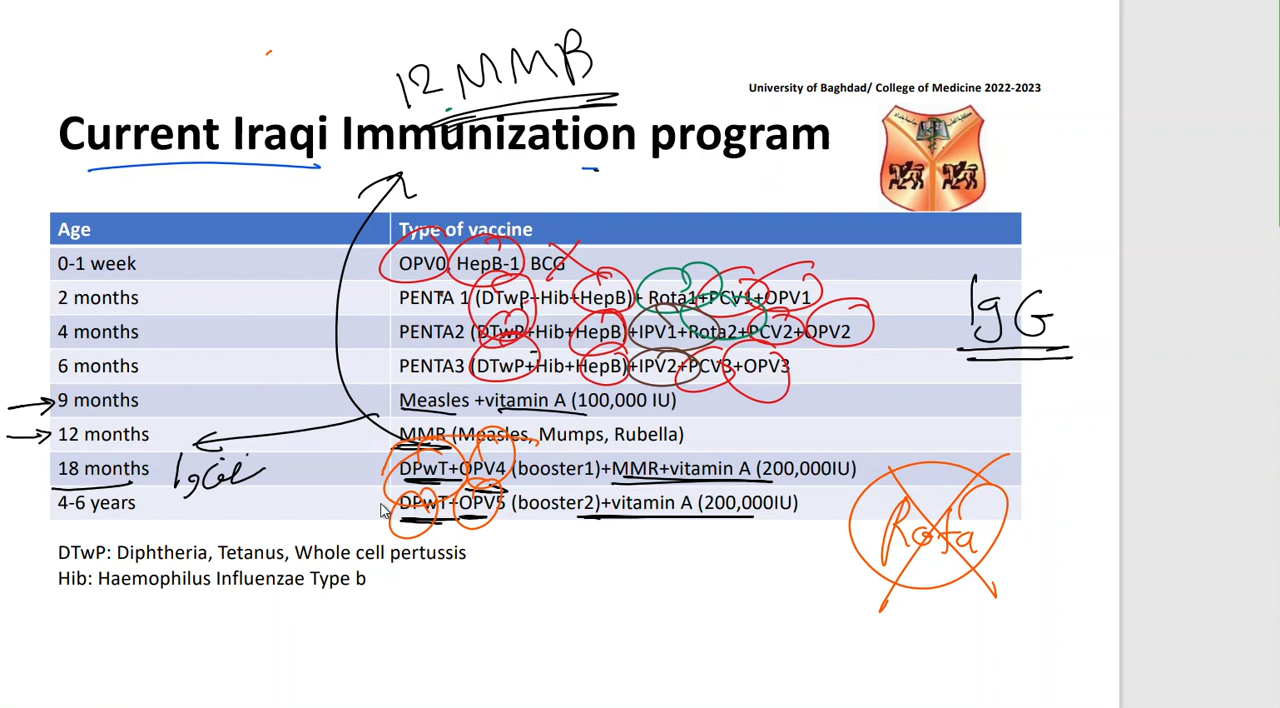 12 MMB
University of Baghdad/ College of Medicine 2022-2023
Current Iraqi Immunization program
Age Type of vaccine
0-1 week OPV0, HepB-1, BCG
2 months PENTA 1 (DTwP+Hib+HepB)+ Rota1+PCV1+OPV1
4 months PENTA2 (DTwP+Hib+HepB)+IPV1+Rota2+PCV2+OPV2
6 months PENTA3 (DTwP+Hib+HepB)+IPV2+PCV3+OPV3
IgG
9 months Measles +vitamin A (100,000 IU)
12 months MMR (Measles, Mumps, Rubella)
18 months DPwT+OPV4 (booster1)+MMR+vitamin A (200,000IU)
4-6 years DPwT+OPV5 (booster2)+vitamin A (200,000IU)
Rota
DTwP: Diphtheria, Tetanus, Whole cell pertussis
Hib: Haemophilus Influenzae Type b